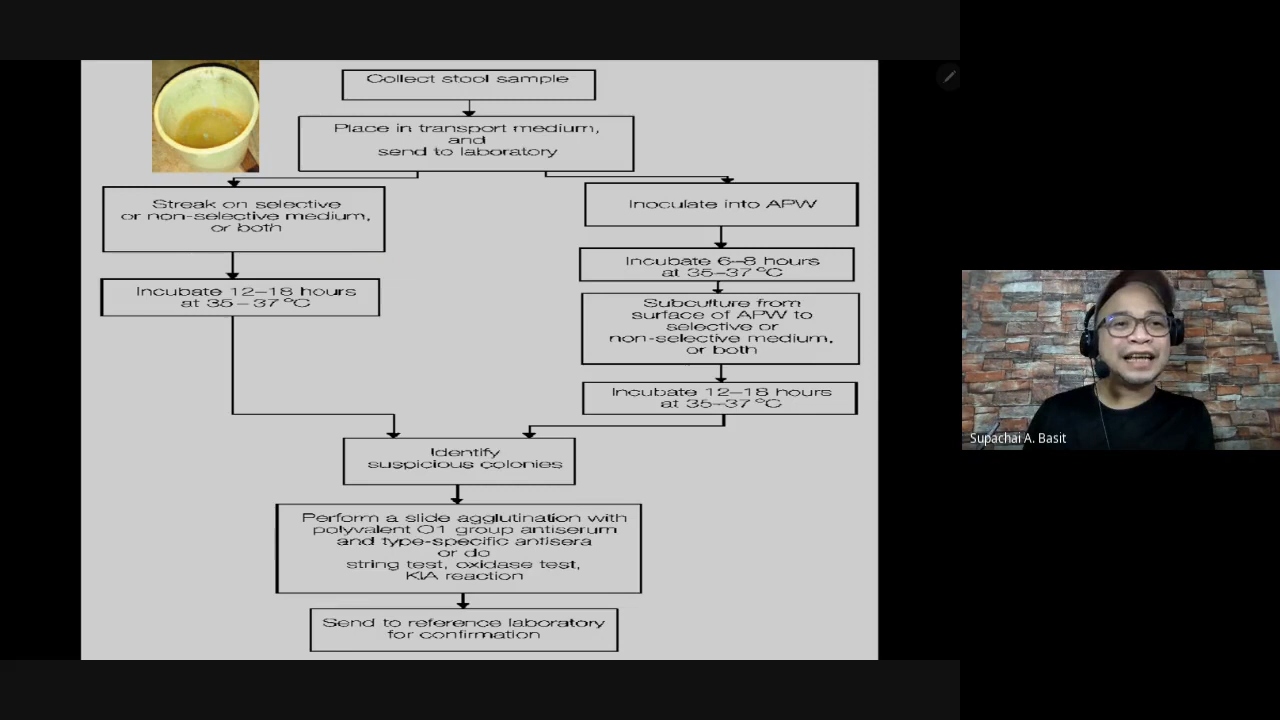 Collect stool sample
Place in transport medium,
and
send to laboratory
Streak on selective
or non-selective medium,
or both
Incubate 12–18 hours
at 35–37 °C
Inoculate into APW
Incubate 6–8 hours
at 35–37 °C
Subculture from
surface of APW to
selective or
non-selective medium,
or both
Incubate 12–18 hours
at 35–37 °C
Identify
suspicious colonies
Perform a slide agglutination with
polyvalent O1 group antiserum
and type-specific antisera
or do
string test, oxidase test,
KIA reaction
Send to reference laboratory
for confirmation
Supachai A. Basit